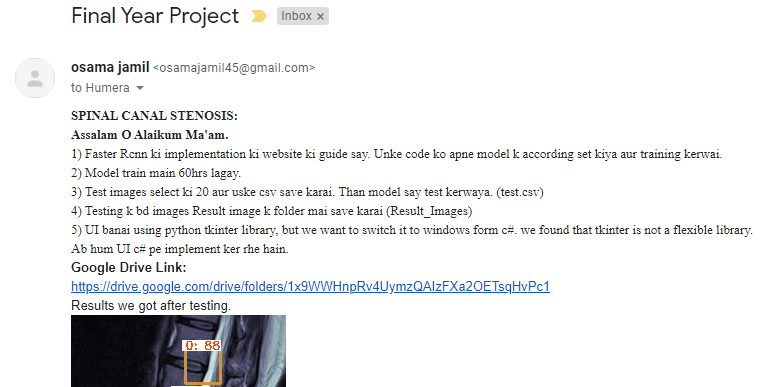 Final Year Project
Inbox x
osama jamil <osamajamil45@gmail.com>
to Humera
SPINAL CANAL STENOSIS:
Assalam O Alaikum Ma'am.
1) Faster Rcnn ki implementation ki website ki guide say. Unke code ko apne model k according set kiya aur training kerwai.
2) Model train main 60hrs lagay.
3) Test images select ki 20 aur uske csv save karai. Than model say test kerwaya. (test.csv)
4) Testing k bd images Result image k folder mai save karai (Result_Images)
5) UI banai using python tkinter library, but we want to switch it to windows form c#. we found that tkinter is not a flexible library.
Ab hum UI c# pe implement ker rhe hain.
Google Drive Link:
https://drive.google.com/drive/folders/1x9WWHnpRv4UymzQAIzFXa2OETsqHvPc1
Results we got after testing.
0: 88